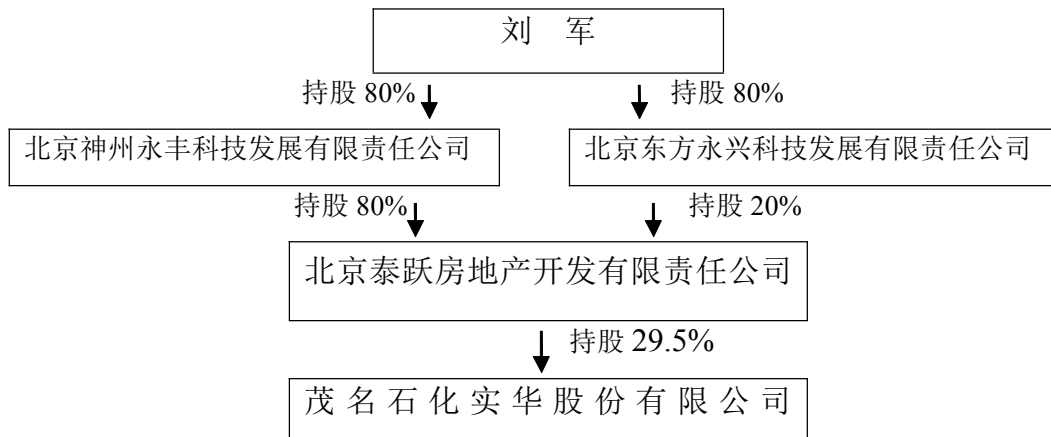 刘 军
持股 80% 持股 80%
北京神州永丰科技发展有限责任公司 北京东方永兴科技发展有限责任公司
持股 80% 持股 20%
北京泰跃房地产开发有限责任公司
持股 29.5%
茂名石化实华股份有限公司